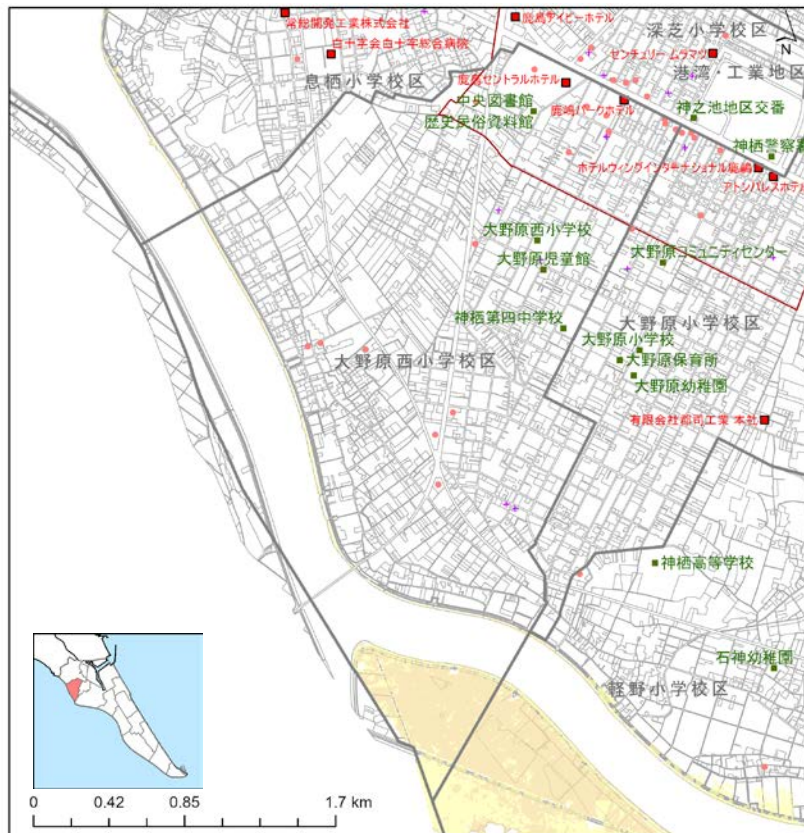 常総開発工業株式会社
鹿島アイビーホテル
深芝小学校区
N
白十字会白十字総合病院
センチュリームラマツ
息栖小学校区
港湾・工業地区
鹿島セントラルホテル
中央図書館
鹿嶋パークホテル
神之池地区交番
歴史民俗資料館
神栖警察署
ホテルウィングインターナショナル鹿嶋
アトンパレスホテル
大野原西小学校
大野原コミュニティセンター
大野原児童館
神栖第四中学校
大野原小学校区
大野原小学校
大野原西小学校区
大野原保育所
大野原幼稚園
有限会社郡司工業 本社
神栖高等学校
石神幼稚園
軽野小学校区
0 0.42 0.85 1.7 km